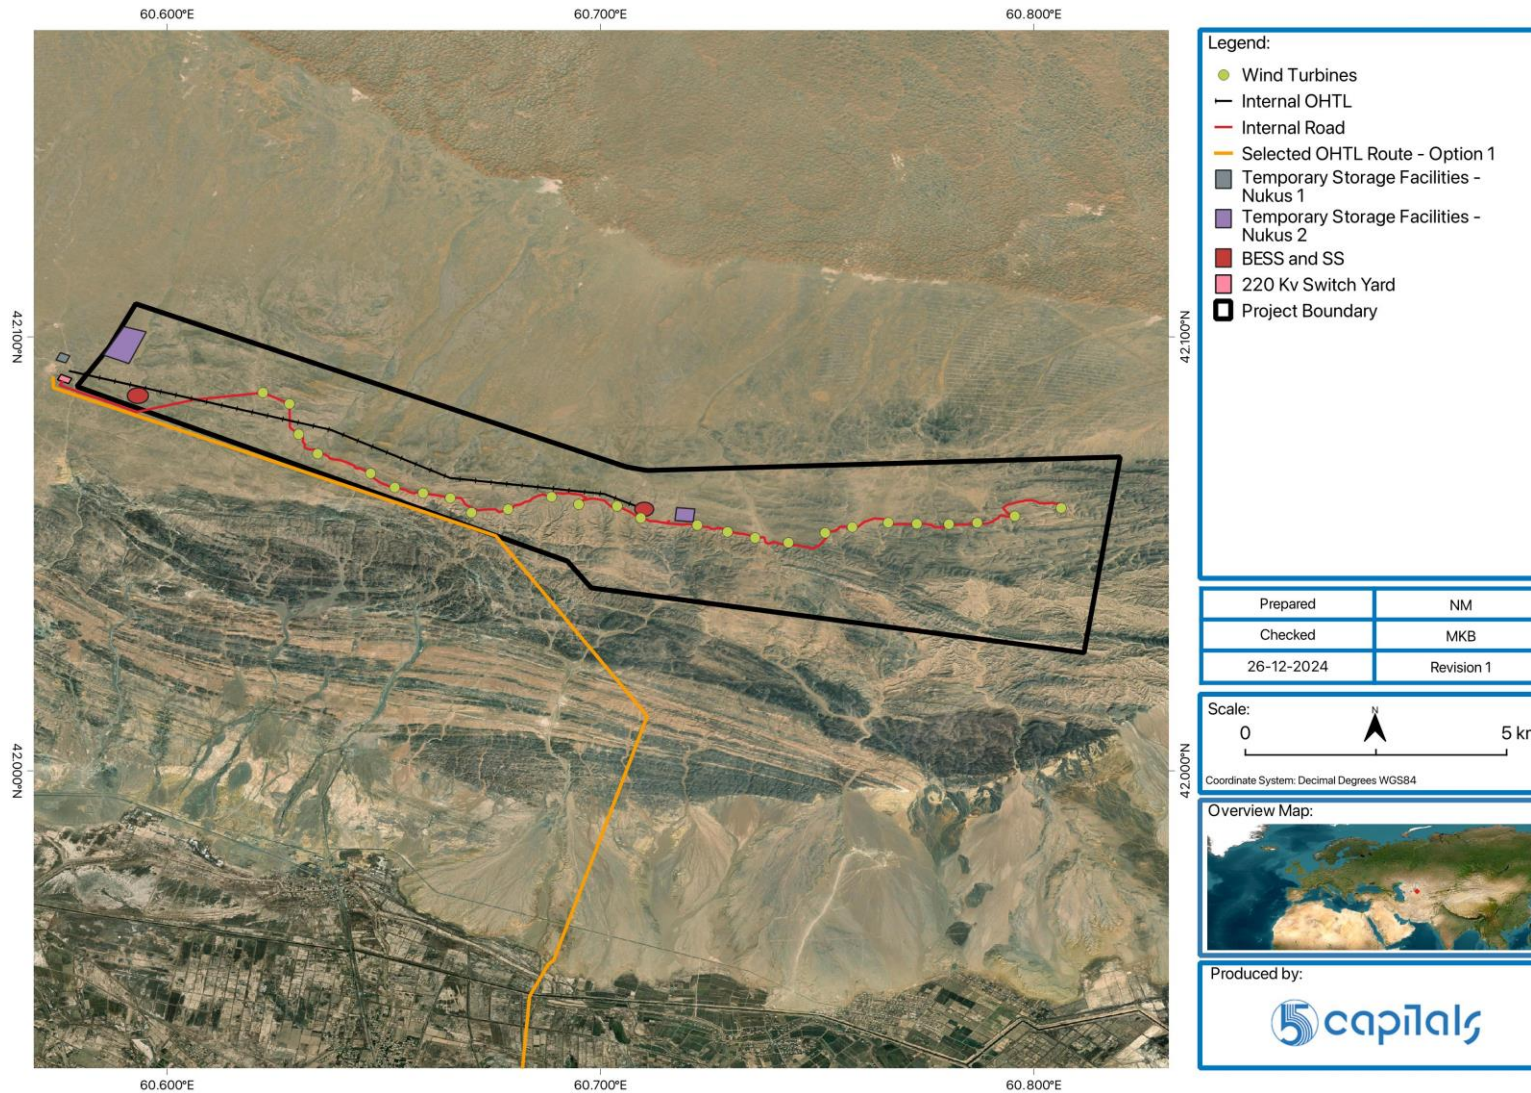 60.600°E
60.700°E
60.800°E
42.100°N
42.000°N
42.100°N
42.000°N
60.600°E
60.700°E
60.800°E
Legend:
Wind Turbines
Internal OHTL
Internal Road
Selected OHTL Route - Option 1
Temporary Storage Facilities -
Nukus 1
Temporary Storage Facilities -
Nukus 2
BESS and SS
220 Kv Switch Yard
Project Boundary
Prepared NM
Checked MKB
26-12-2024 Revision 1
Scale:
N
0 5 km
Coordinate System: Decimal Degrees WGS84
Overview Map:
Produced by:
5 capitals